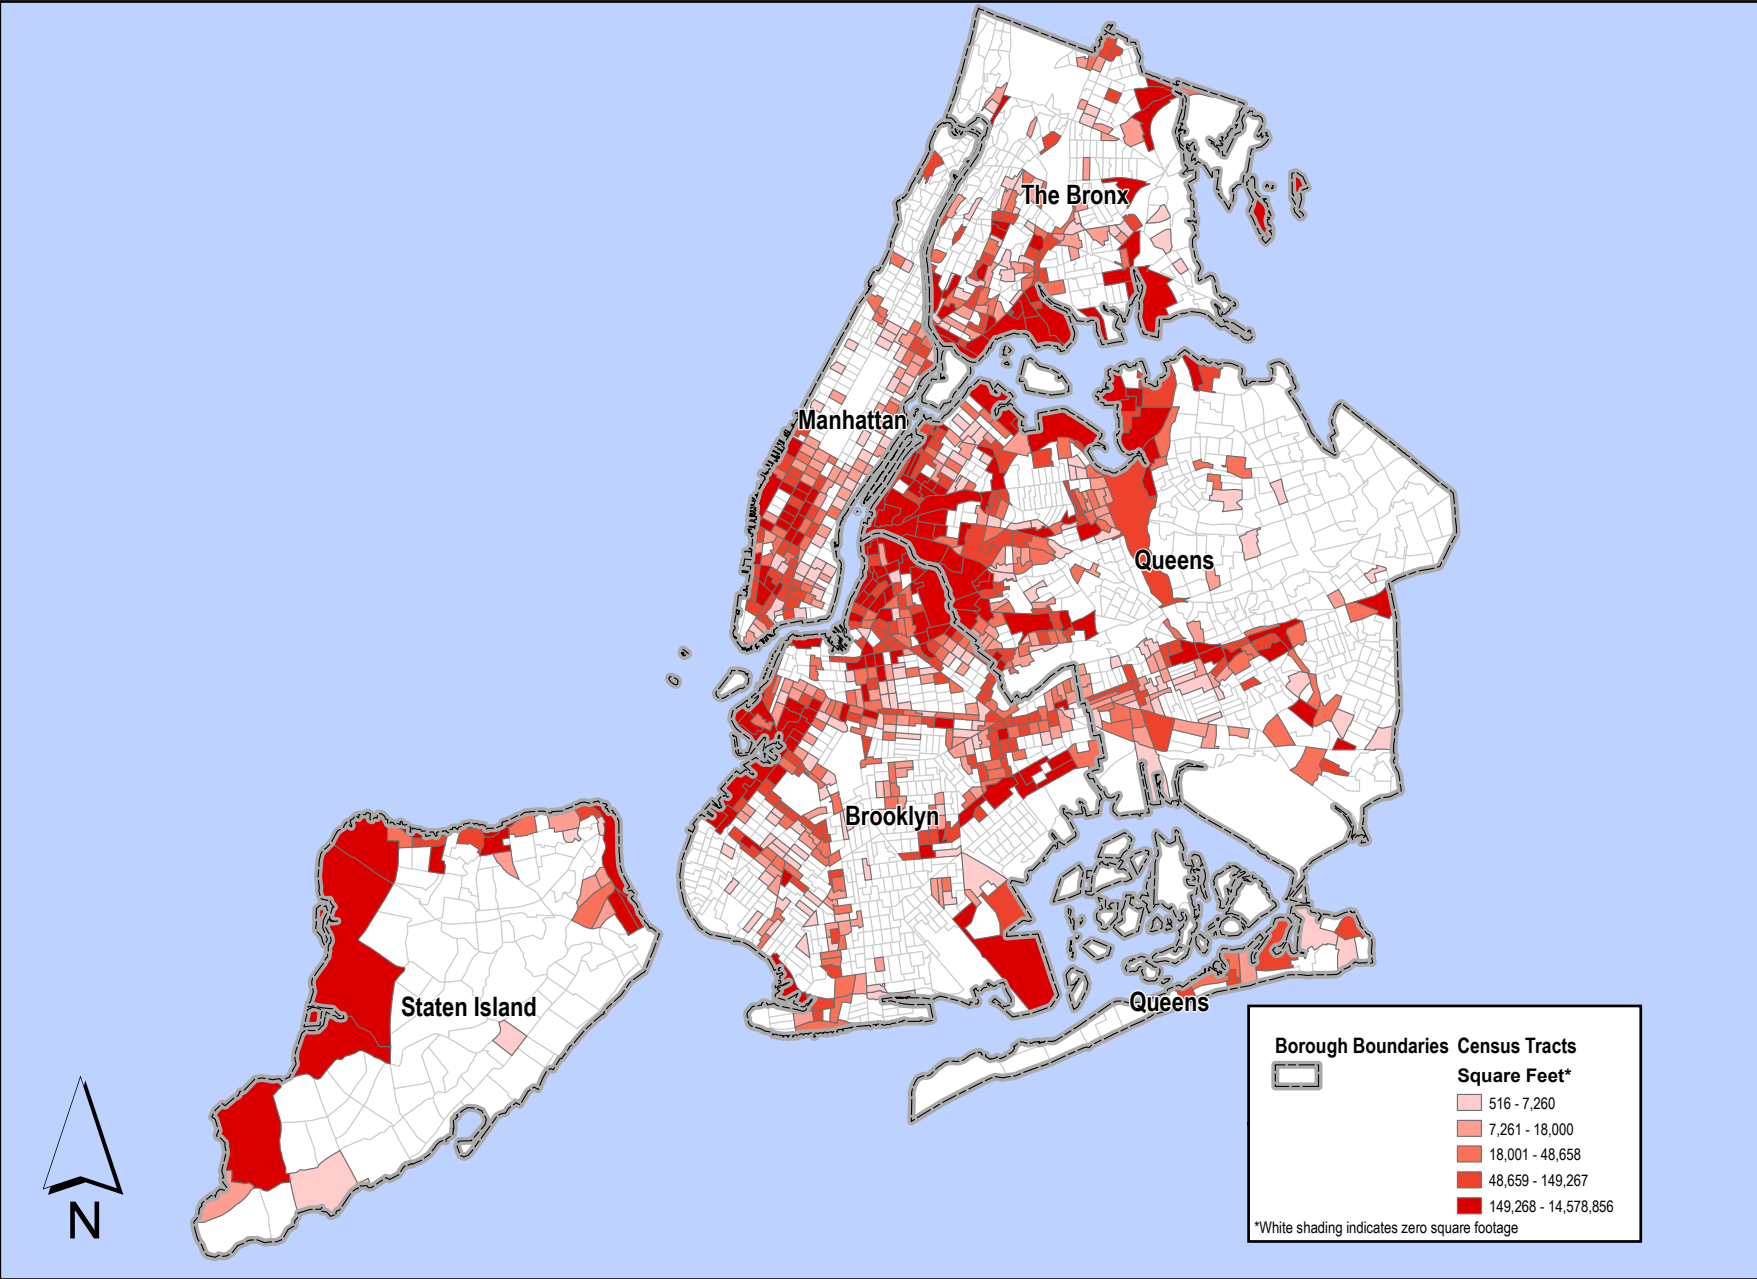 The Bronx
Manhattan
Queens
Brooklyn
Staten Island
Queens
Borough Boundaries
Census Tracts
Square Feet*
516 - 7,260
7,261 - 18,000
18,001 - 48,658
48,659 - 149,267
149,268 - 14,578,856
*White shading indicates zero square footage
N